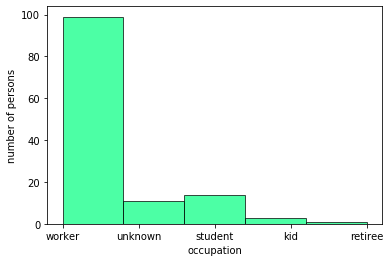 100
80
60
40
20
0
number of persons
worker unknown student kid retiree
occupation